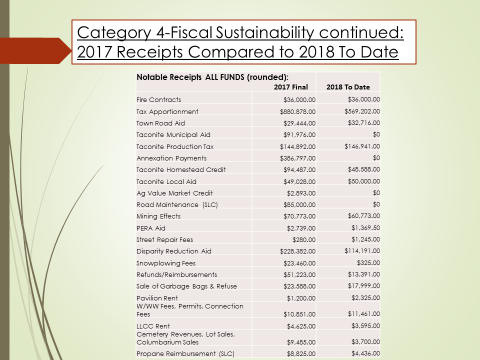 Category 4-Fiscal Sustainability continued:
2017 Receipts Compared to 2018 To Date
Notable Receipts ALL FUNDS (rounded):
2017 Final 2018 To Date
Fire Contracts $36,000.00 $36,000.00
Tax Apportionment $880,878.00 $569,202.00
Town Road Aid $29,444.00 $32,716.00
Taconite Municipal Aid $91,976.00 $0
Taconite Production Tax $144,892.00 $146,941.00
Annexation Payments $386,797.00 $0
Taconite Homestead Credit $94,487.00 $48,588.00
Taconite Local Aid $49,028.00 $50,000.00
Ag Value Market Credit $2,893.00 $0
Road Maintenance (SLC) $85,000.00 $0
Mining Effects $70,773.00 $60,773.00
PERA Aid $2,739.00 $1,369.50
Street Repair Fees $280.00 $1,245.00
Disparity Reduction Aid $228,382.00 $114,191.00
Snowplowing Fees $23,460.00 $325.00
Refunds/Reimbursements $51,223.00 $13,391.00
Sale of Garbage Bags & Refuse $23,588.00 $17,999.00
Pavilion Rent $1,200.00 $2,325.00
W/WW Fees, Permits, Connection
Fees $10,851.00 $11,461.00
LLCC Rent $4,625.00 $3,595.00
Cemetery Revenues, Lot Sales,
Columbarium Sales $9,485.00 $3,700.00
Propane Reimbursement (SLC) $8,825.00 $4,436.00